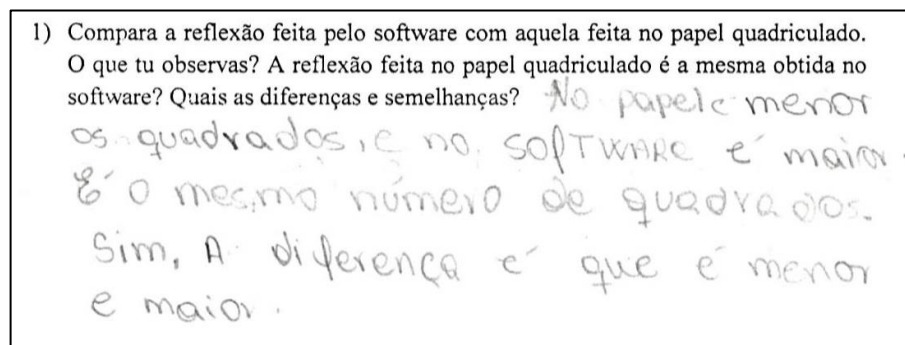 1) Compara a reflexão feita pelo software com aquela feita no papel quadriculado.
O que tu observas? A reflexão feita no papel quadriculado é a mesma obtida no
software? Quais as diferenças e semelhanças? No papel e menor
os quadrados, e no SOfTWARE e' maior
É o mesmo número de quadrados.
Sim, A diferença e' que é menor
e maior.